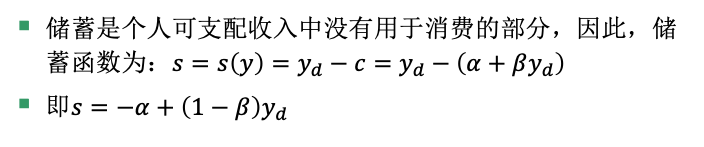 ▪ 储蓄是个人可支配收入中没有用于消费的部分，因此，储
蓄函数为：s = s(y) = y_d − c = y_d − (α + βy_d)
▪ 即s = −α + (1 − β)y_d